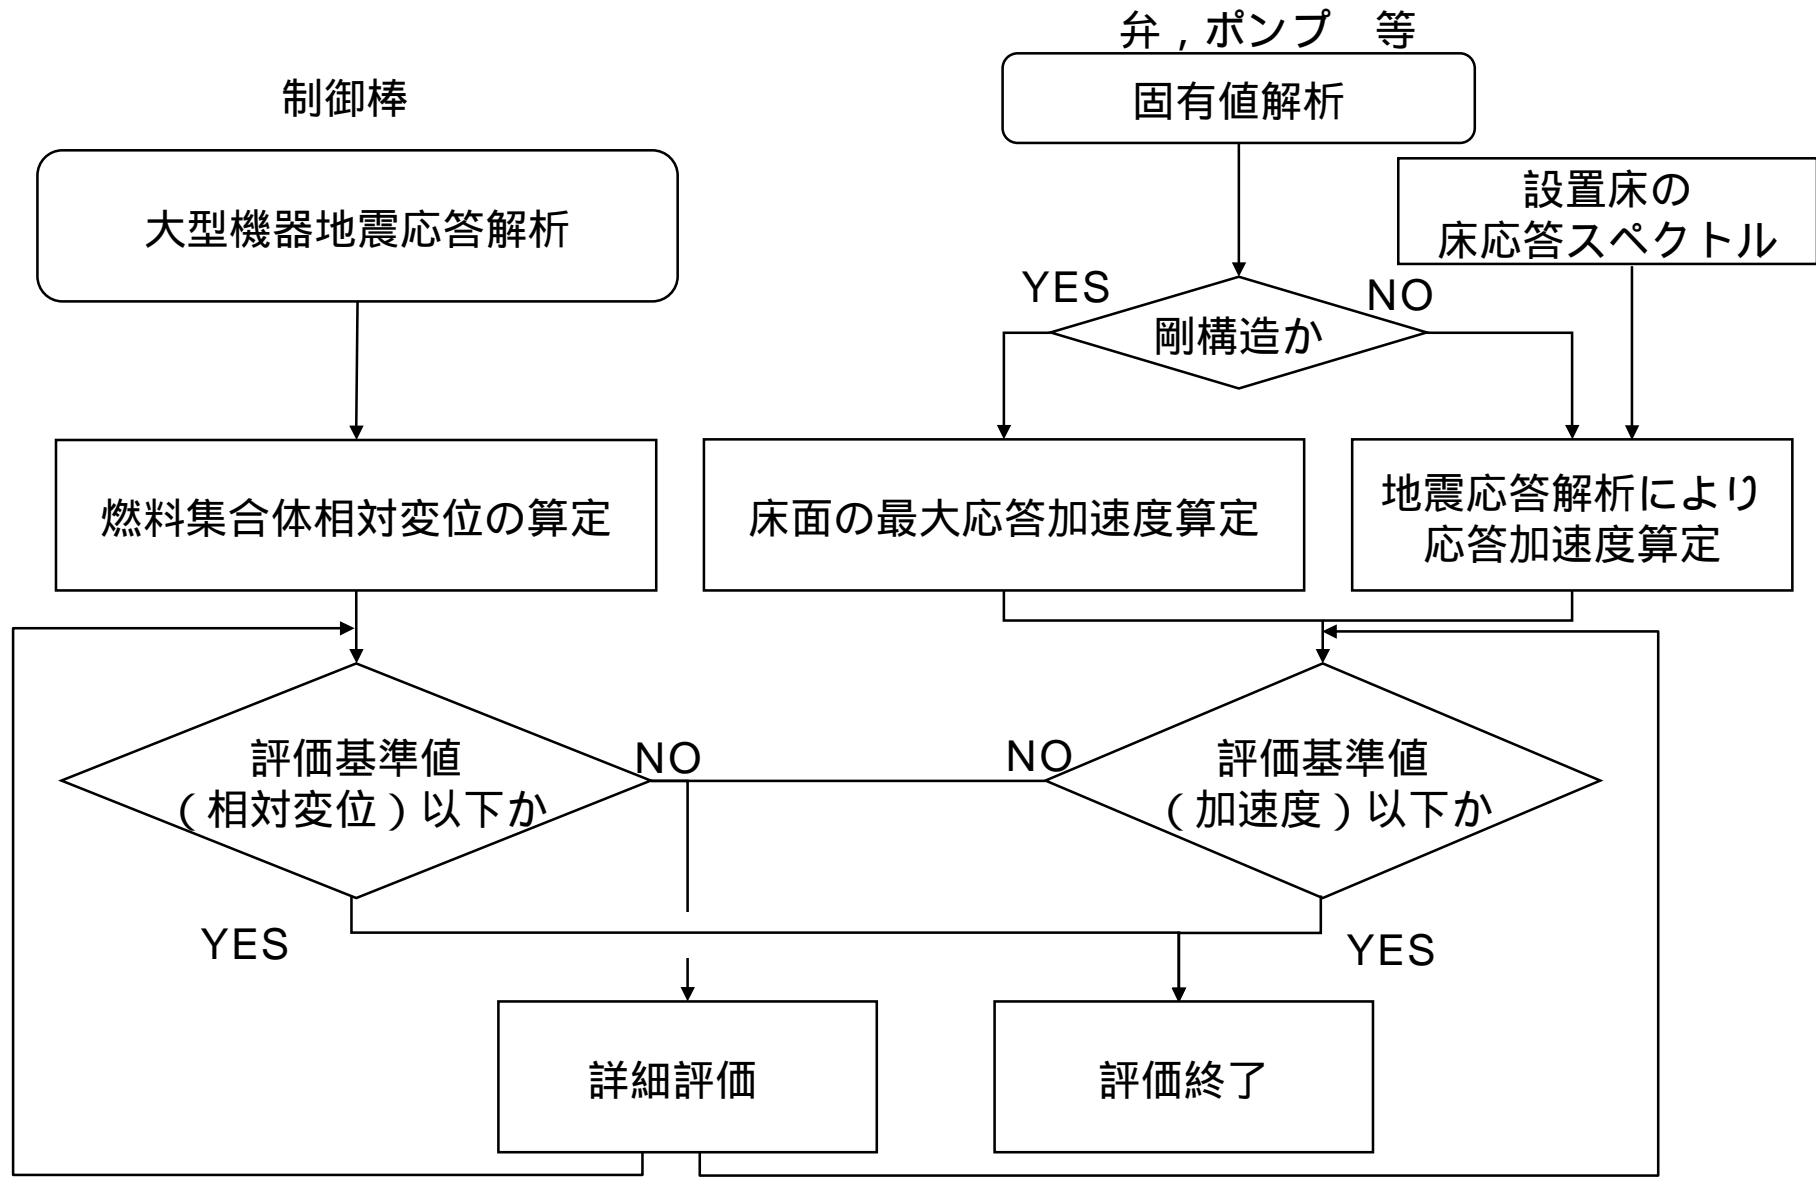 弁，ポンプ　等
制御棒
固有値解析
大型機器地震応答解析
設置床の
床応答スペクトル
YES
NO
剛構造か
燃料集合体相対変位の算定
床面の最大応答加速度算定
地震応答解析により
応答加速度算定
評価基準値
（相対変位）以下か
NO
NO
評価基準値
（加速度）以下か
YES
YES
詳細評価
評価終了